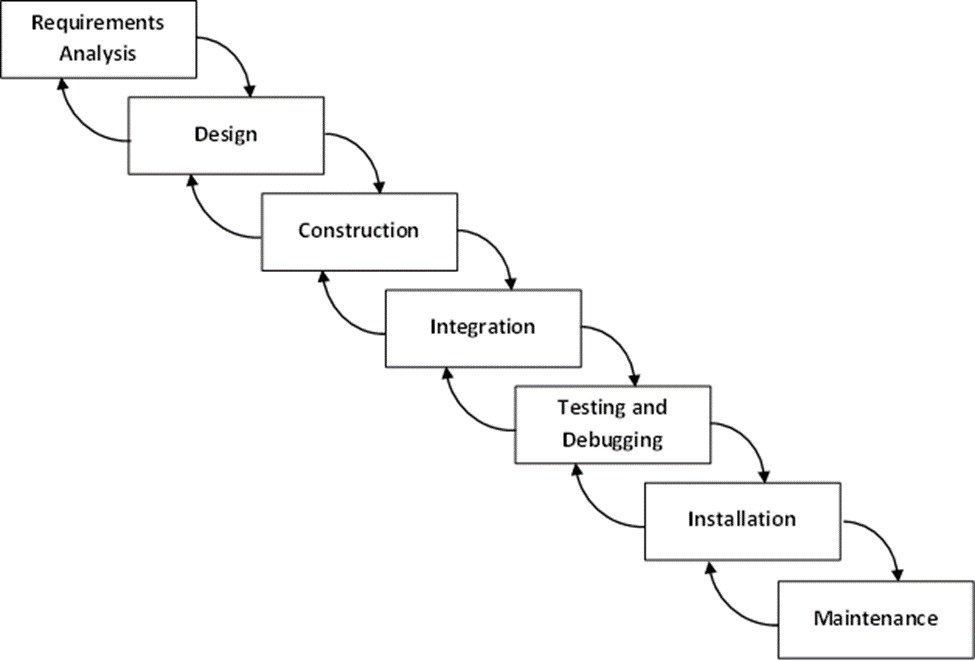 Requirements
Analysis
Design
Construction
Integration
Testing and
Debugging
Installation
Maintenance